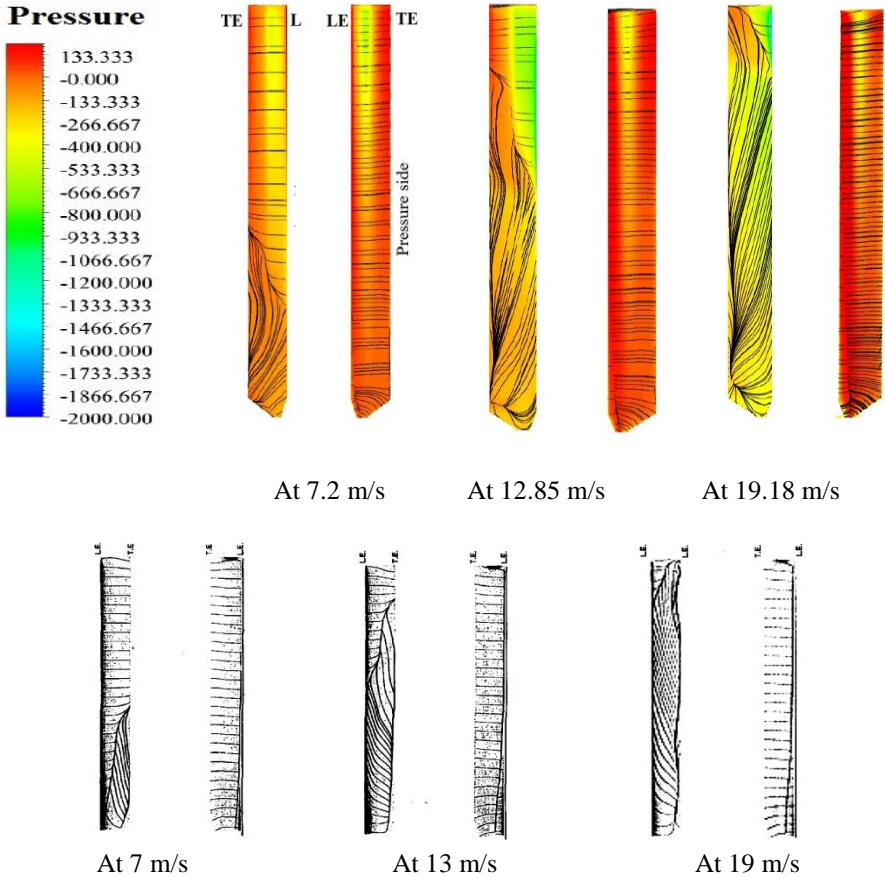 Pressure
133.333
-0.000
-133.333
-266.667
-400.000
-533.333
-666.667
-800.000
-933.333
-1066.667
-1200.000
-1333.333
-1466.667
-1600.000
-1733.333
-1866.667
-2000.000
TE L LE TE
Pressure side
At 7.2 m/s At 12.85 m/s At 19.18 m/s
L.E. T.E. T.E. L.E. L.E. T.E. T.E. L.E. L.E. L.E. T.E. L.E.
At 7 m/s At 13 m/s At 19 m/s